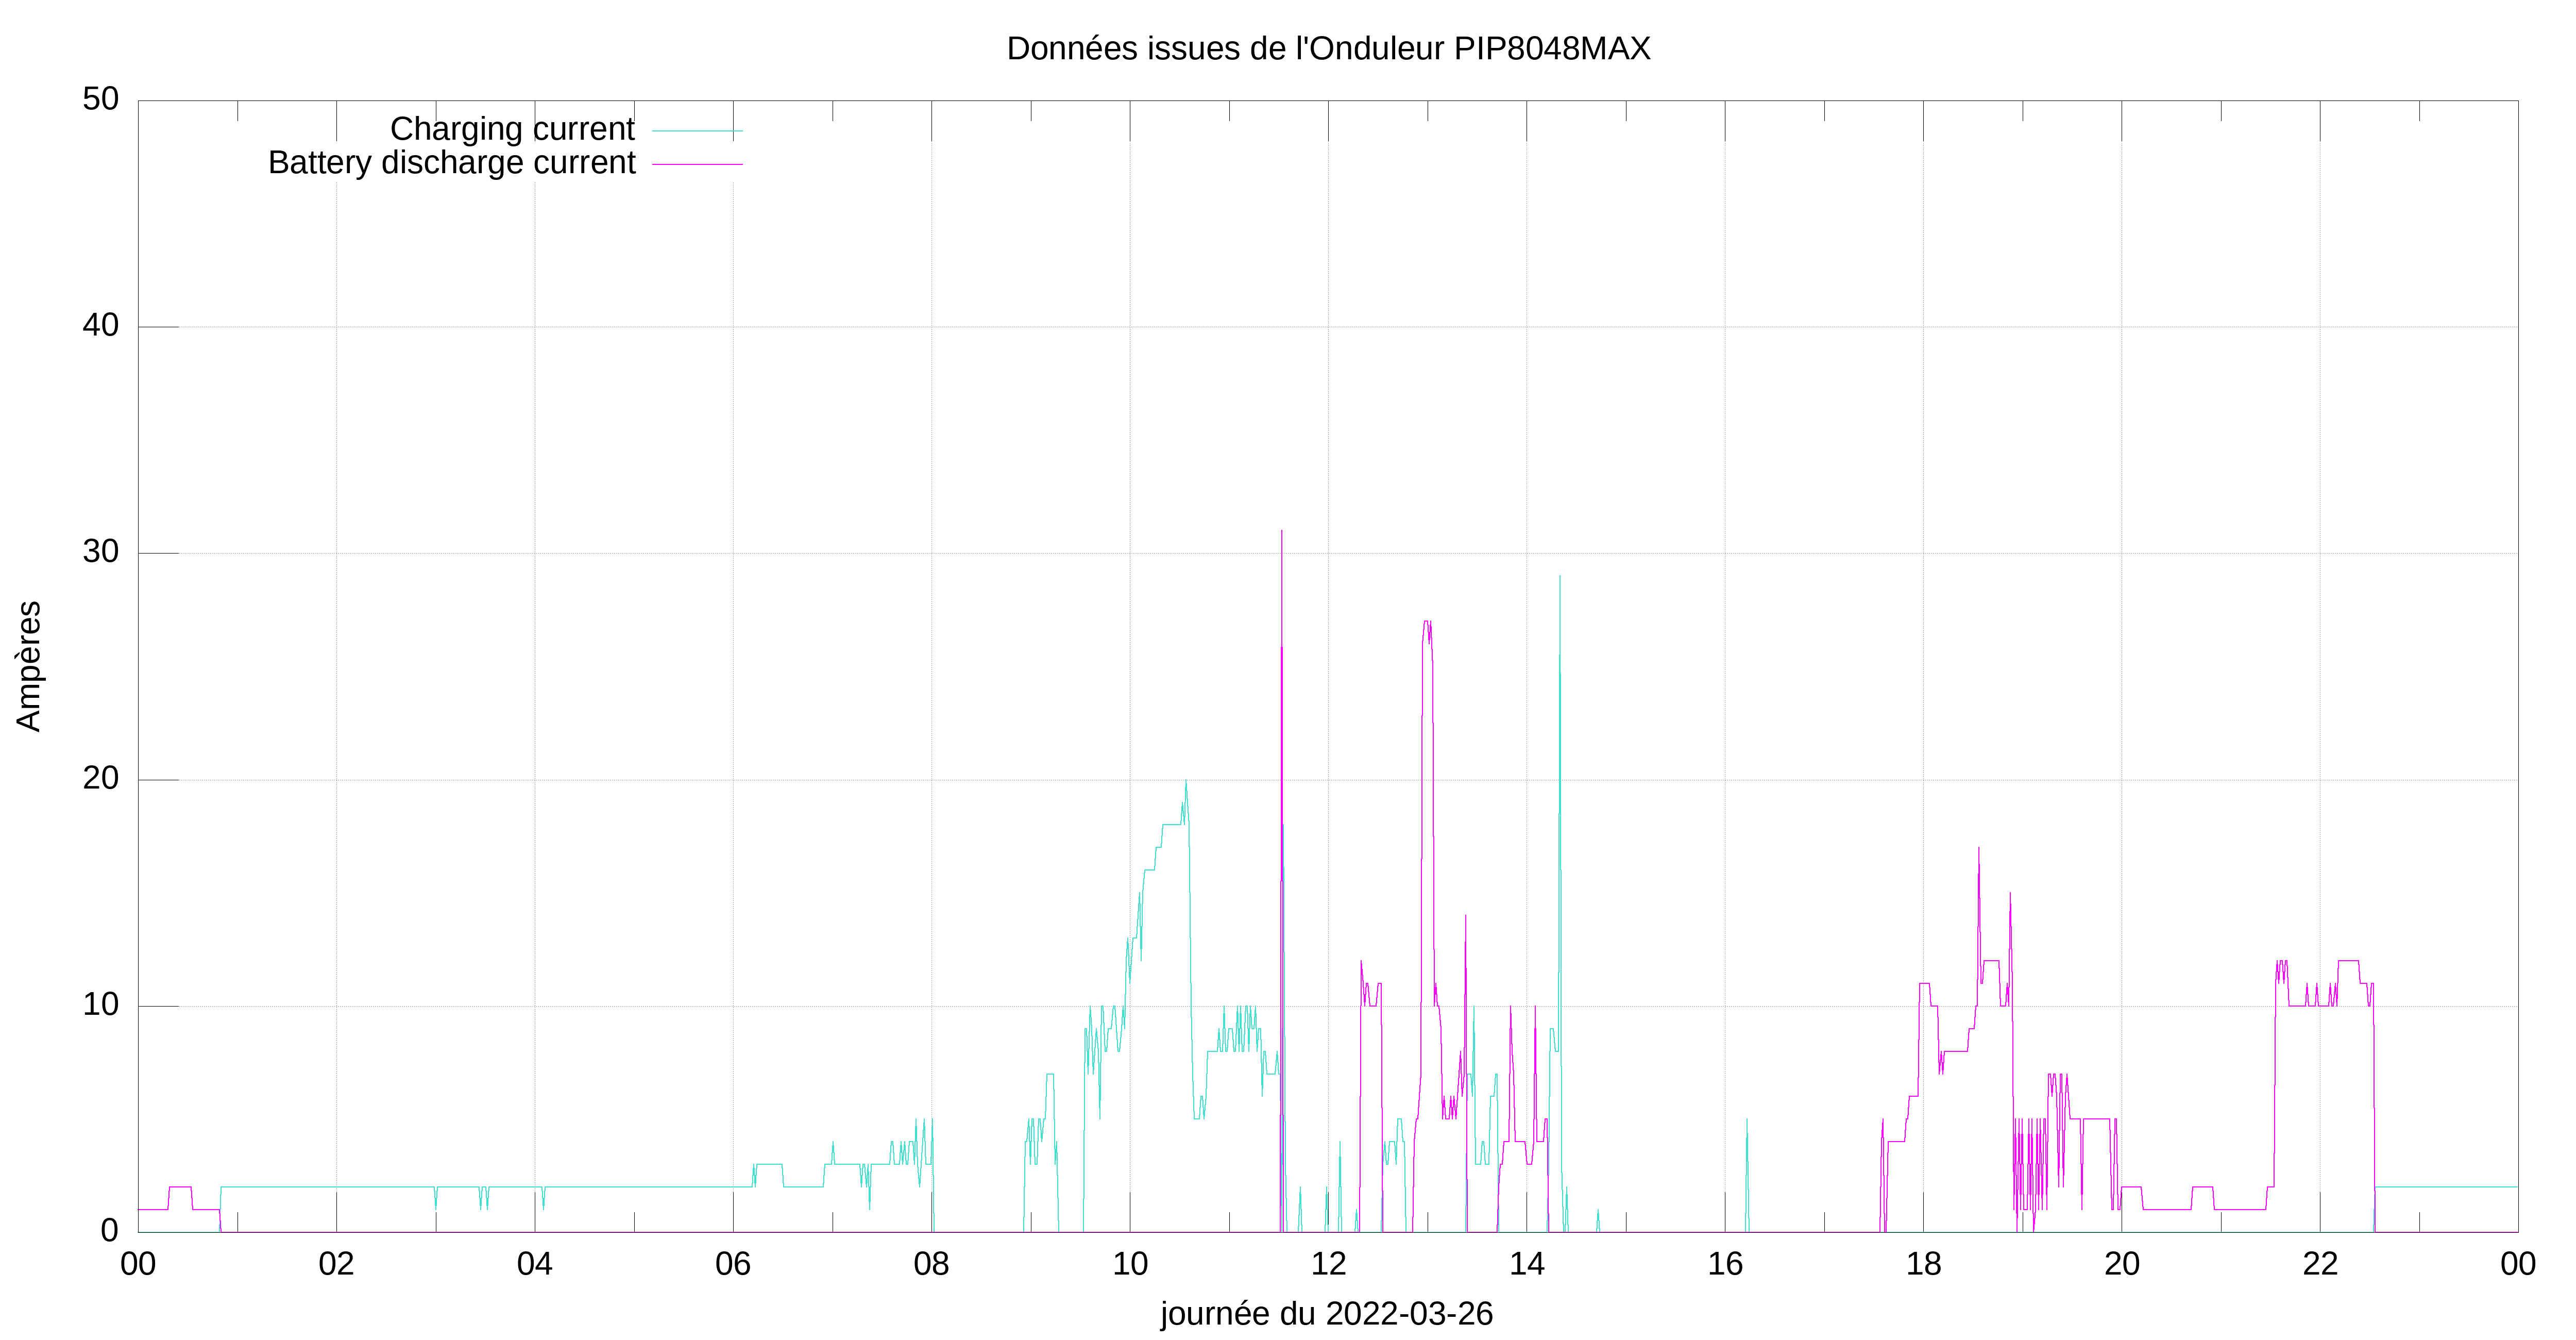 Données issues de l'Onduleur PIP8048MAX
Charging current
Battery discharge current
50
40
30
20
10
0
Ampères
00 02 04 06 08 10 12 14 16 18 20 22 00
journée du 2022-03-26